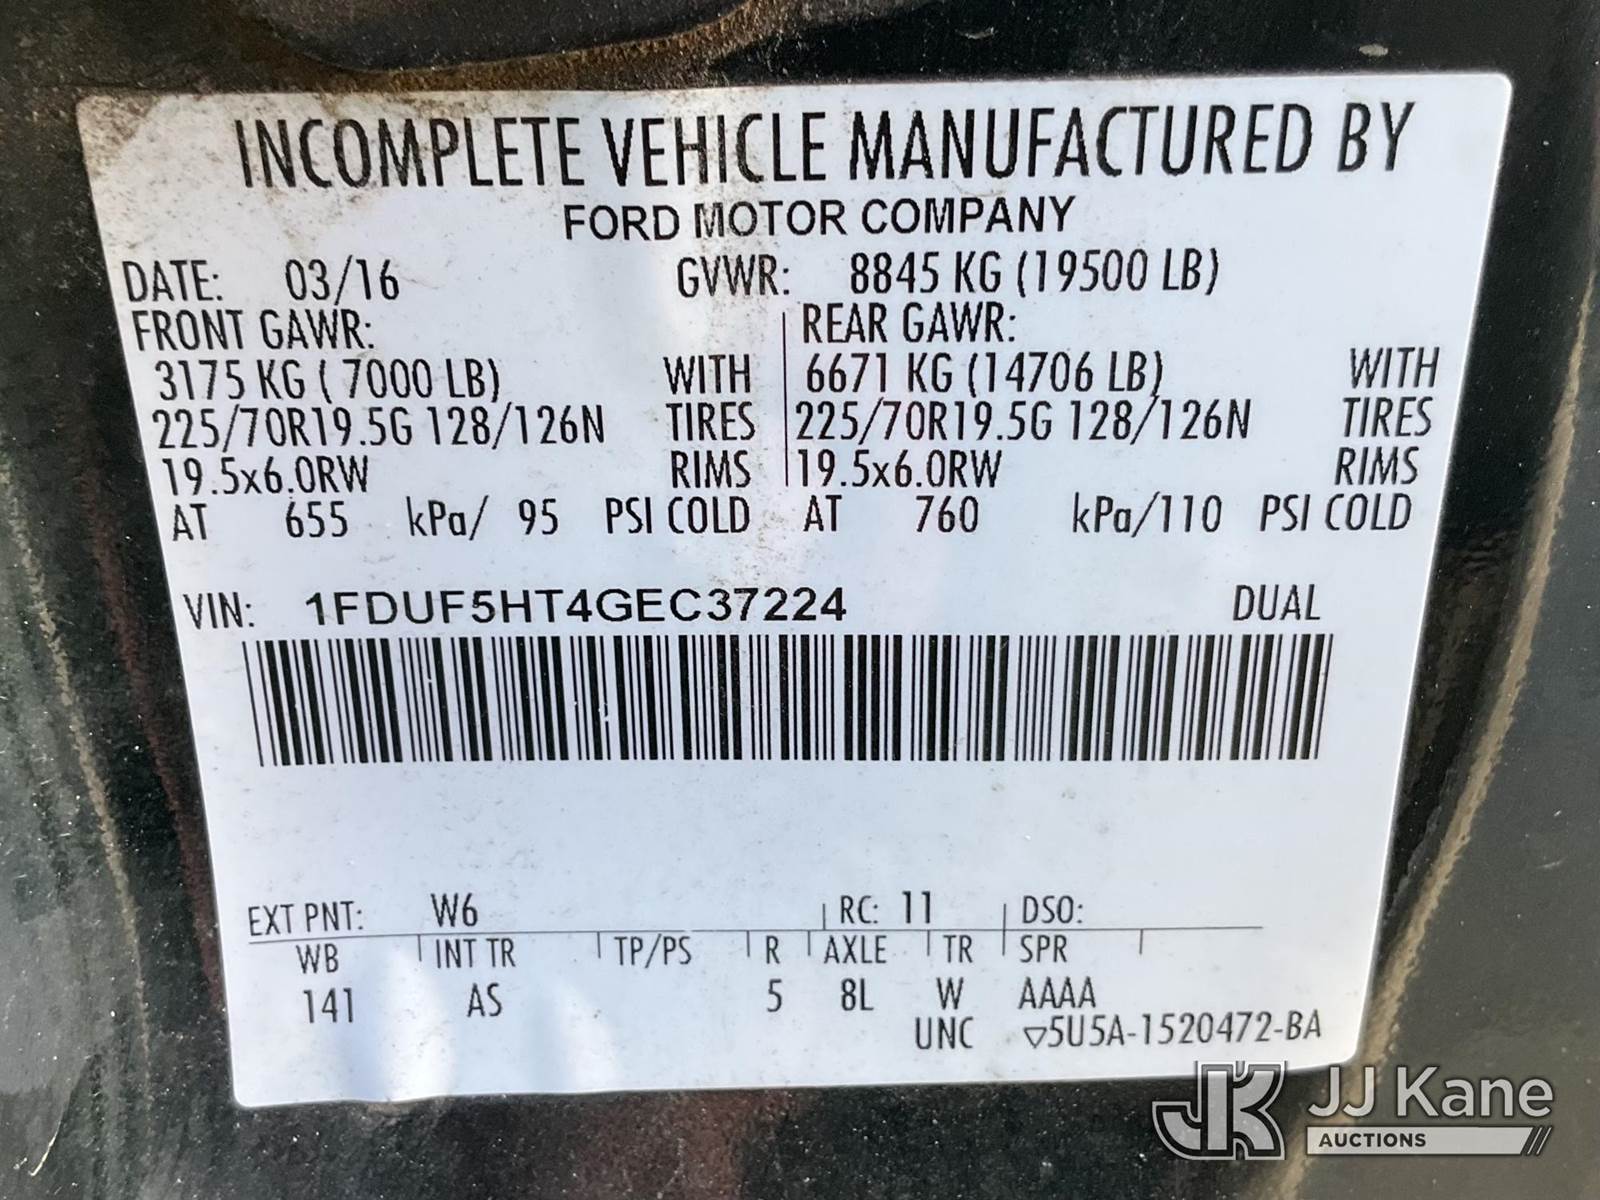 INCOMPLETE VEHICLE MANUFACTURED BY
FORD MOTOR COMPANY
DATE: 03/16 GVWR: 8845 KG (19500 LB)
FRONT GAWR: REAR GAWR:
3175 KG ( 7000 LB) WITH 6671 KG (14706 LB) WITH
225/70R19.5G 128/126N TIRES 225/70R19.5G 128/126N TIRES
19.5x6.0RW RIMS 19.5x6.0RW RIMS
AT 655 kPa/ 95 PSI COLD AT 760 kPa/110 PSI COLD
VIN: 1FDUF5HT4GEC37224 DUAL
EXT PNT: W6 RC: 11 DSO:
WB INT TR TP/PS R AXLE TR SPR
141 AS 5 8L W AAAA
UNC ▽5U5A-1520472-BA
JK JJ Kane
AUCTIONS